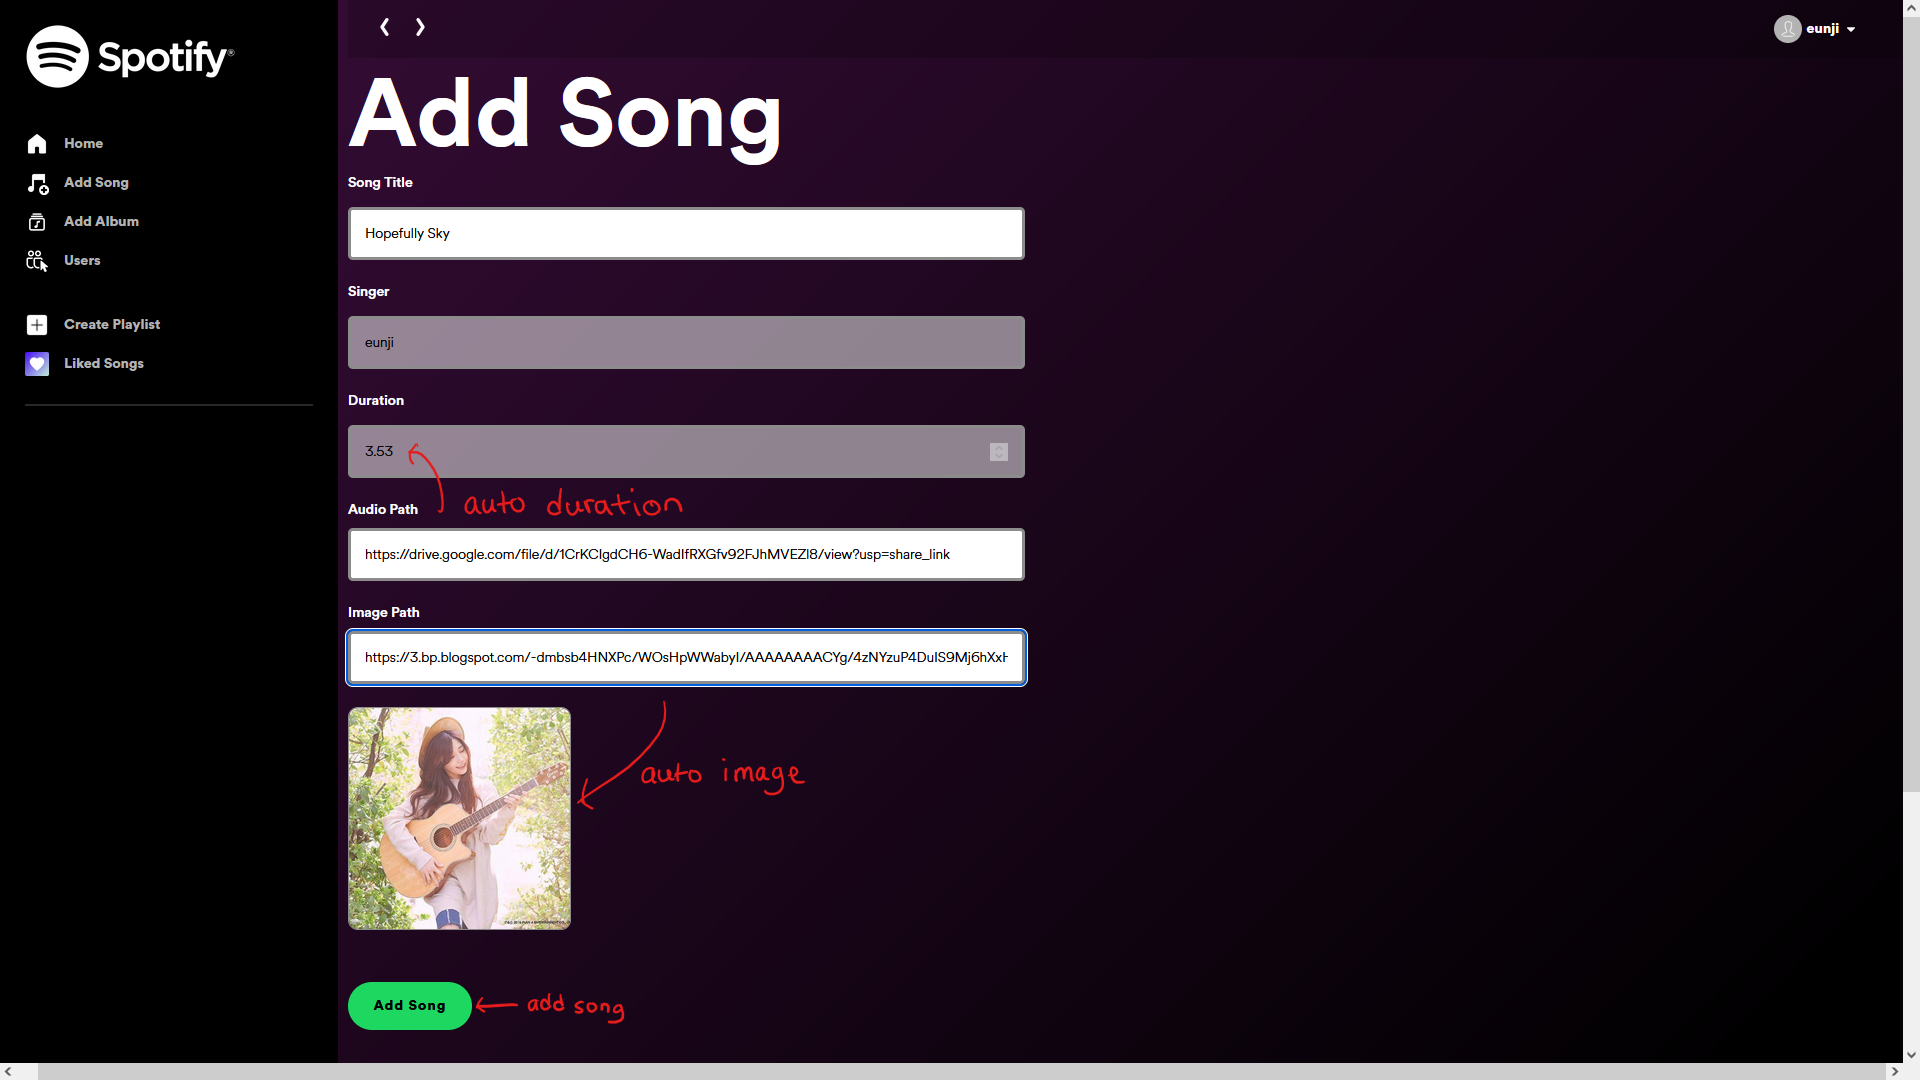 Spotify®
eunji
Home
Add Song
Add Album
Users
Create Playlist
Liked Songs
Add Song
Song Title
Hopefully Sky
Singer
eunji
Duration
3.53
auto duration
Audio Path
https://drive.google.com/file/d/1CrKCIgdCH6-WadIfRXGfv92FJhMVEZl8/view?usp=share_link
Image Path
https://3.bp.blogspot.com/-dmbsb4HNXPc/WOsHpWWabyI/AAAAAAAACYg/4zNYzuP4DuIS9Mj6hXxH
auto image
Add Song
add song